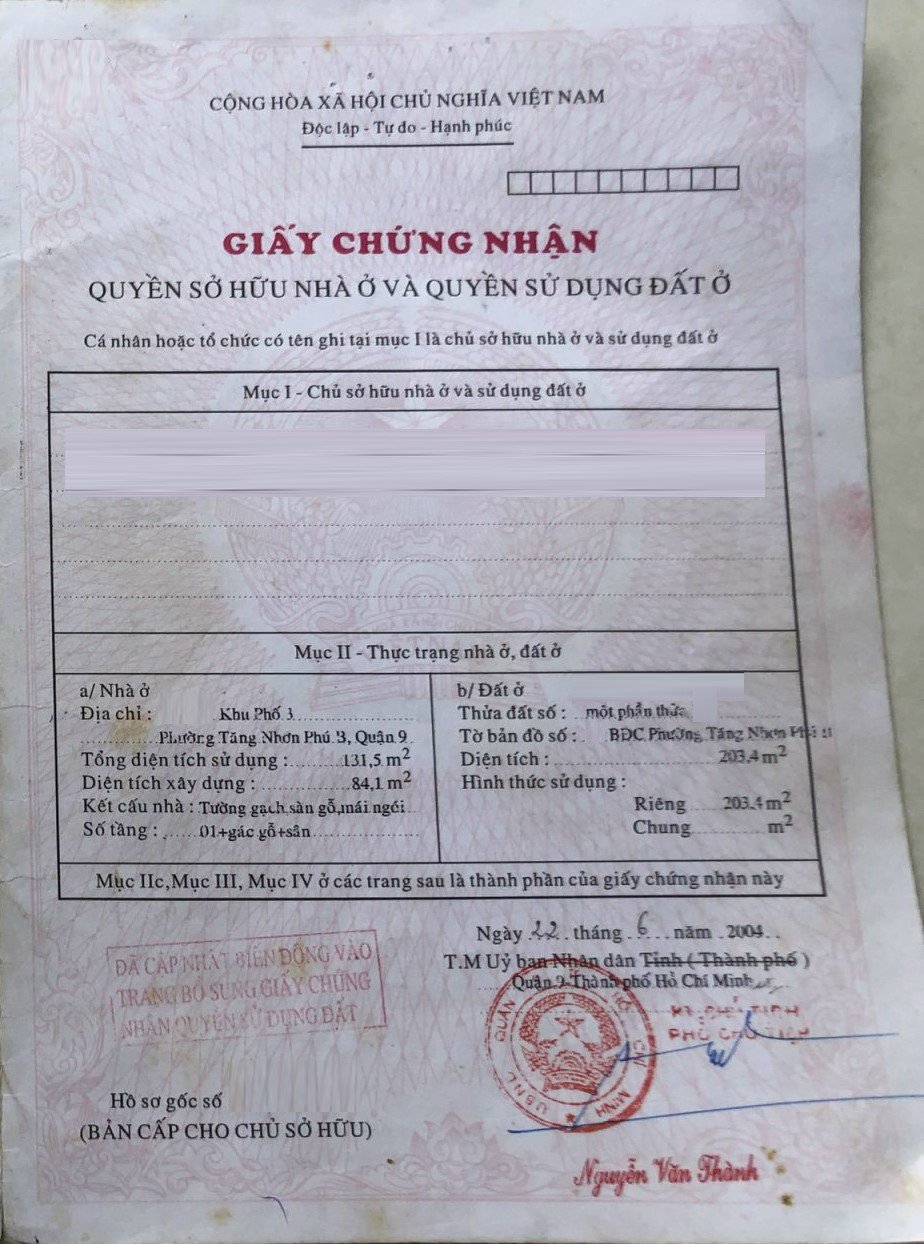 CỘNG HÒA XÃ HỘI CHỦ NGHĨA VIỆT NAM
Độc lập - Tự do - Hạnh phúc
GIẤY CHỨNG NHẬN
QUYỀN SỞ HỮU NHÀ Ở VÀ QUYỀN SỬ DỤNG ĐẤT Ở
Cá nhân hoặc tổ chức có tên ghi tại mục I là chủ sở hữu nhà ở và sử dụng đất ở
Mục I - Chủ sở hữu nhà ở và sử dụng đất ở
Mục II - Thực trạng nhà ở, đất ở
a/ Nhà ở
Địa chỉ : Khu Phố 3
Phường Tăng Nhơn Phú B, Quận 9
Tổng diện tích sử dụng : 131,5 m²
Diện tích xây dựng : 84,1 m²
Kết cấu nhà : Tường gạch sàn gỗ, mái ngói
Số tầng : 01+gác gỗ+sân
b/ Đất ở
Thửa đất số : một phần thửa
Tờ bản đồ số : BĐC Phường Tăng Nhơn Phú B
Diện tích : 203.4 m²
Hình thức sử dụng :
Riêng 203.4 m²
Chung m²
Mục IIc,Mục III, Mục IV ở các trang sau là thành phần của giấy chứng nhận này
Ngày 22 tháng 6 năm 2004
T.M Uỷ ban Nhân dân Tỉnh ( Thành phố )
Quận 9 Thành phố Hồ Chí Minh
KT. CHỦ TỊCH
PHÓ CHỦ TỊCH
ĐÃ CẬP NHẬT BIẾN ĐỘNG VÀO
TRANG BỔ SUNG GIẤY CHỨNG
NHẬN QUYỀN SỬ DỤNG ĐẤT
Hồ sơ gốc số
(BẢN CẤP CHO CHỦ SỞ HỮU)
Nguyễn Văn Thành